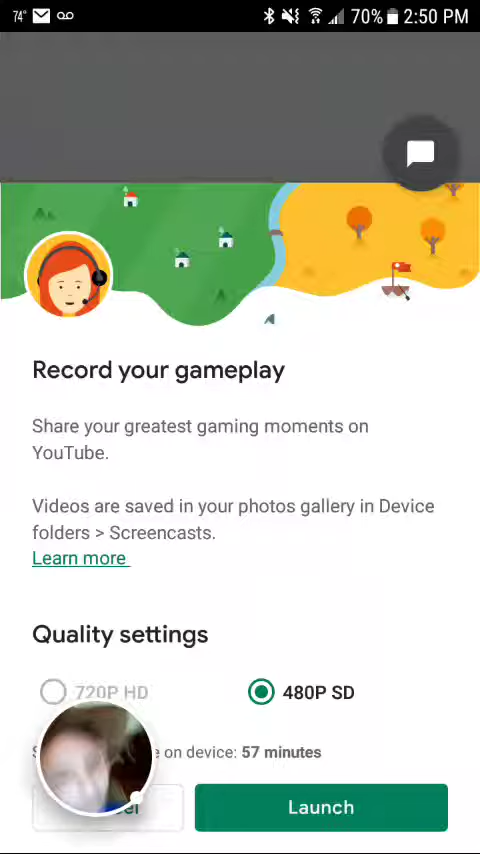 74°
70%
2:50 PM
Record your gameplay
Share your greatest gaming moments on
YouTube.
Videos are saved in your photos gallery in Device
folders > Screencasts.
Learn more
Quality settings
720P HD
480P SD
on device: 57 minutes
Launch